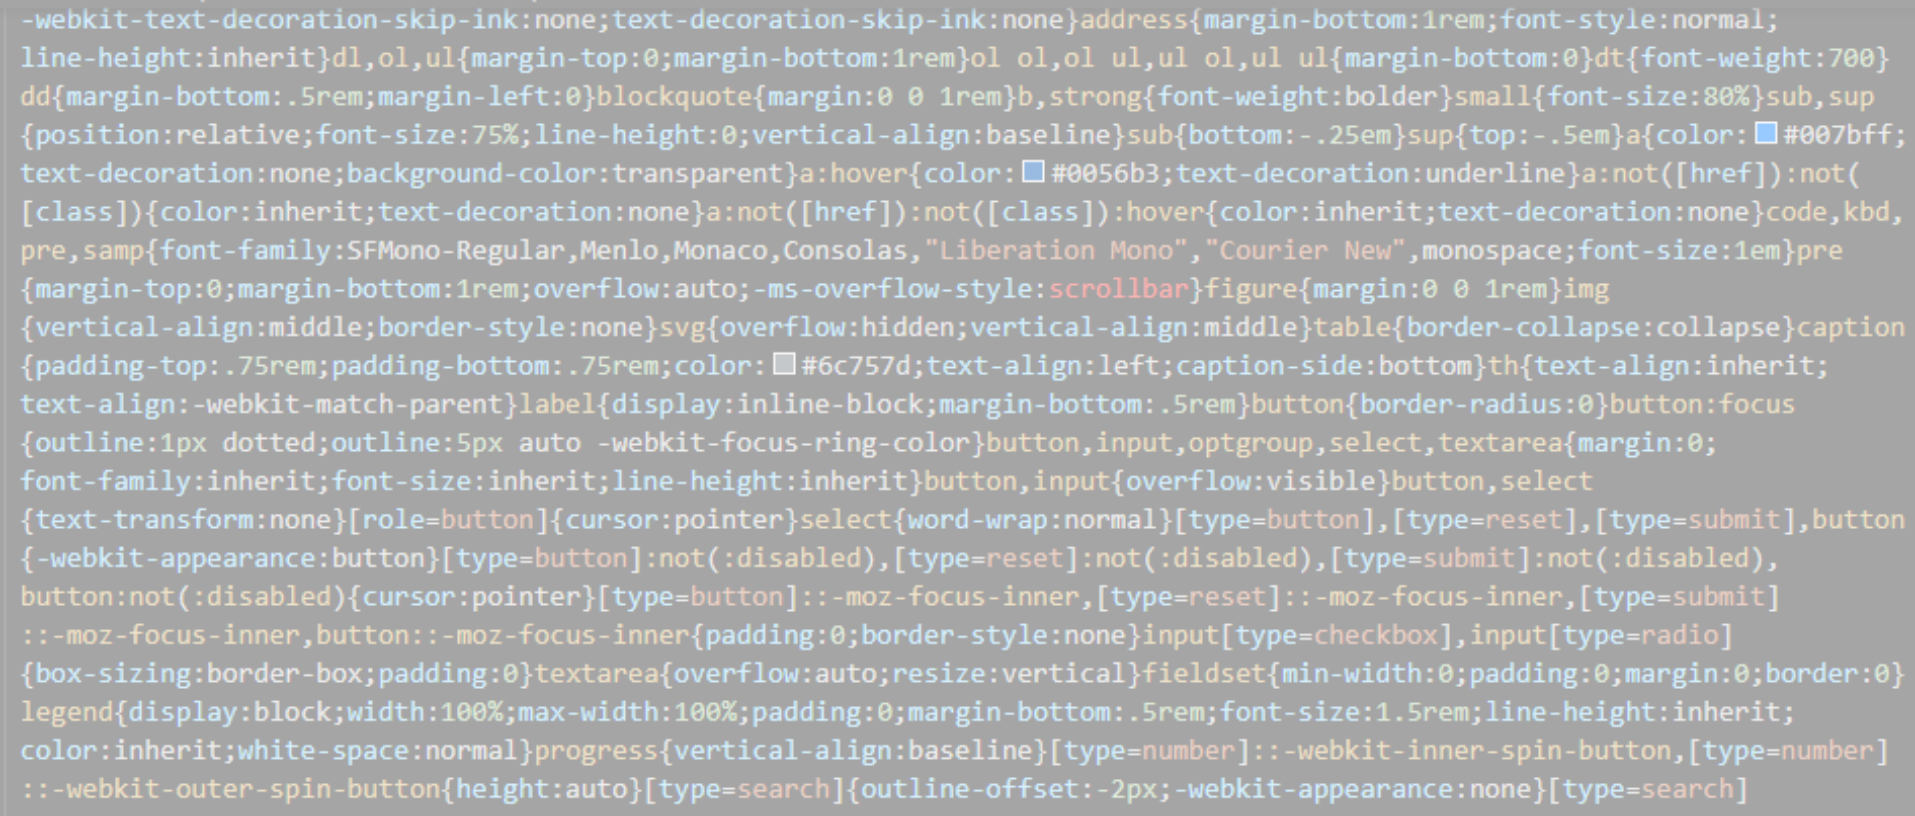 -webkit-text-decoration-skip-ink:none;text-decoration-skip-ink:none}address{margin-bottom:1rem;font-style:normal;
line-height:inherit}dl,ol,ul{margin-top:0;margin-bottom:1rem}ol ol,ol ul,ul ol,ul ul{margin-bottom:0}dt{font-weight:700}
dd{margin-bottom:.5rem;margin-left:0}blockquote{margin:0 0 1rem}b,strong{font-weight:bolder}small{font-size:80%}sub,sup
{position:relative;font-size:75%;line-height:0;vertical-align:baseline}sub{bottom:-.25em}sup{top:-.5em}a{color:#007bff;
text-decoration:none;background-color:transparent}a:hover{color:#0056b3;text-decoration:underline}a:not([href]):not(
[class]){color:inherit;text-decoration:none}a:not([href]):not([class]):hover{color:inherit;text-decoration:none}code,kbd,
pre,samp{font-family:SFMono-Regular,Menlo,Monaco,Consolas,"Liberation Mono","Courier New",monospace;font-size:1em}pre
{margin-top:0;margin-bottom:1rem;overflow:auto;-ms-overflow-style:scrollbar}figure{margin:0 0 1rem}img
{vertical-align:middle;border-style:none}svg{overflow:hidden;vertical-align:middle}table{border-collapse:collapse}caption
{padding-top:.75rem;padding-bottom:.75rem;color:#6c757d;text-align:left;caption-side:bottom}th{text-align:inherit;
text-align:-webkit-match-parent}label{display:inline-block;margin-bottom:.5rem}button{border-radius:0}button:focus
{outline:1px dotted;outline:5px auto -webkit-focus-ring-color}button,input,optgroup,select,textarea{margin:0;
font-family:inherit;font-size:inherit;line-height:inherit}button,input{overflow:visible}button,select
{text-transform:none}[role=button]{cursor:pointer}select{word-wrap:normal}[type=button],[type=reset],[type=submit],button
{-webkit-appearance:button}[type=button]:not(:disabled),[type=reset]:not(:disabled),[type=submit]:not(:disabled),
button:not(:disabled){cursor:pointer}[type=button]::-moz-focus-inner,[type=reset]::-moz-focus-inner,[type=submit]
::-moz-focus-inner,button::-moz-focus-inner{padding:0;border-style:none}input[type=checkbox],input[type=radio]
{box-sizing:border-box;padding:0}textarea{overflow:auto;resize:vertical}fieldset{min-width:0;padding:0;margin:0;border:0}
legend{display:block;width:100%;max-width:100%;padding:0;margin-bottom:.5rem;font-size:1.5rem;line-height:inherit;
color:inherit;white-space:normal}progress{vertical-align:baseline}[type=number]::-webkit-inner-spin-button,[type=number]
::-webkit-outer-spin-button{height:auto}[type=search]{outline-offset:-2px;-webkit-appearance:none}[type=search]